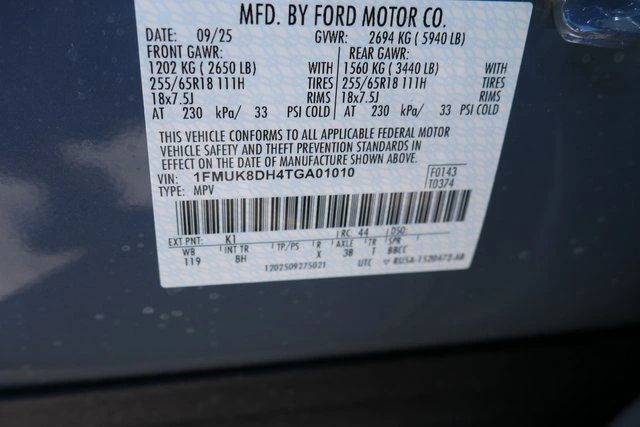 MFD. BY FORD MOTOR CO.
DATE: 09/25 GVWR: 2694 KG ( 5940 LB)
FRONT GAWR: REAR GAWR:
1202 KG ( 2650 LB) WITH 1560 KG ( 3440 LB) WITH
255/65R18 111H TIRES 255/65R18 111H TIRES
18x7.5J RIMS 18x7.5J RIMS
AT 230 kPa/ 33 PSI COLD AT 230 kPa/ 33 PSI COLD
THIS VEHICLE CONFORMS TO ALL APPLICABLE FEDERAL MOTOR
VEHICLE SAFETY AND THEFT PREVENTION STANDARDS IN
EFFECT ON THE DATE OF MANUFACTURE SHOWN ABOVE.
VIN: 1FMUK8DH4TGA01010 F0143
TYPE: MPV T0374
EXT PNT: K1 RC: 44 DSO:
WB INT TR TP/PS R AXLE TR SPR
119 8H X 3B T BBCC
1202509275021 UTC RU5A-1520472-AB